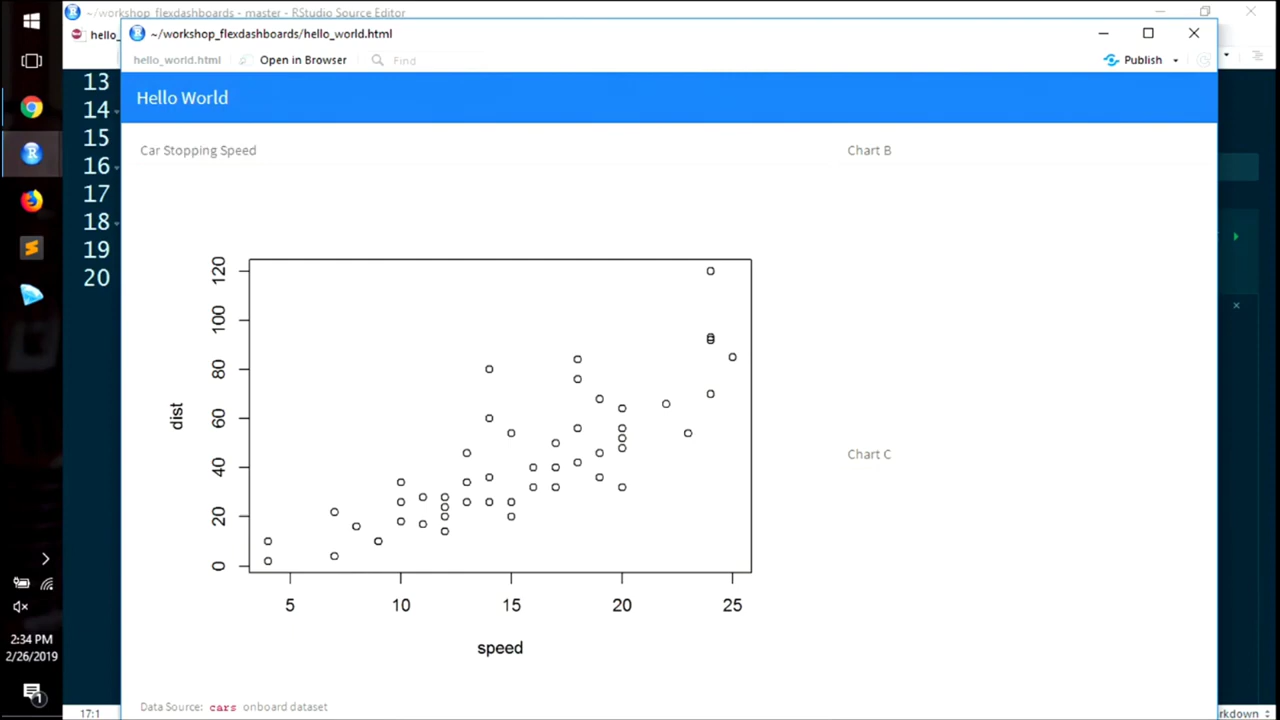 ~/workshop_flexdashboards - master - RStudio Source Editor
hello_
~/workshop_flexdashboards/hello_world.html
hello_world.html
Open in Browser
Find
Publish
Hello World
13
14
15
16
17
18
19
20
Car Stopping Speed
Chart B
120
100
80
60
40
20
0
dist
5 10 15 20 25
speed
Chart C
Data Source: cars onboard dataset
2:34 PM
2/26/2019
1
17:1
rkdown